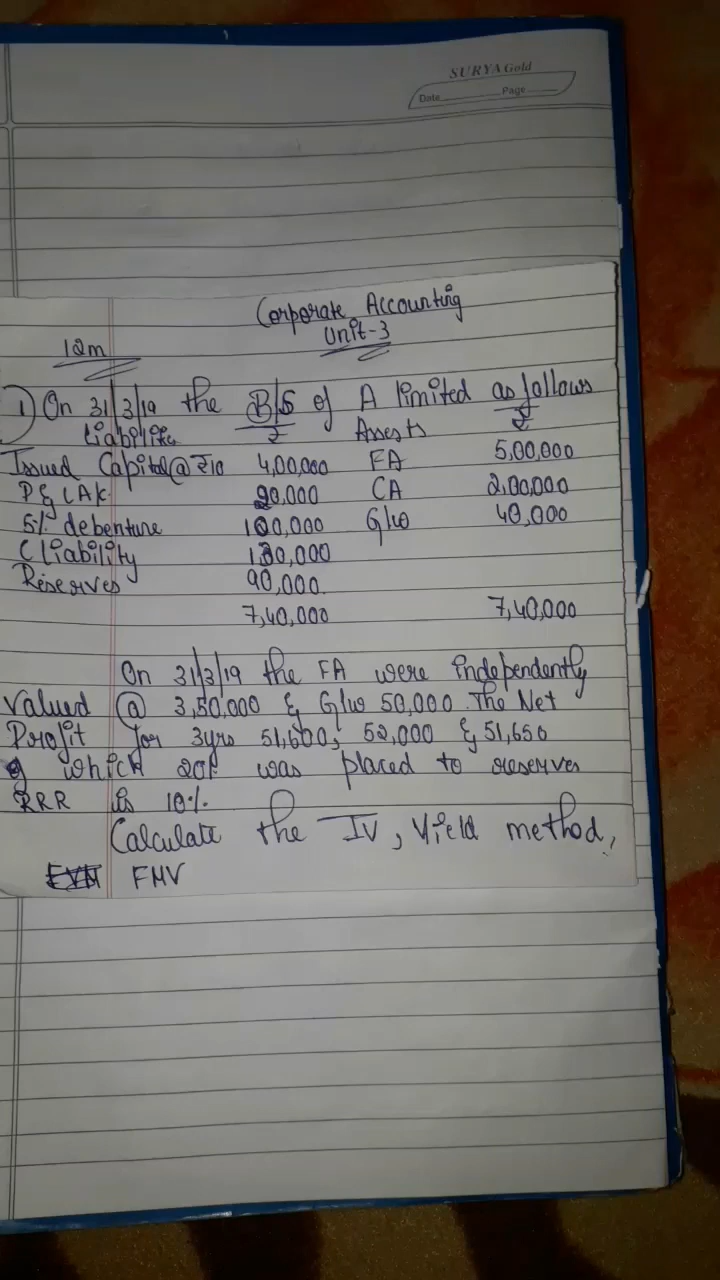 SURYA Gold
Date Page
Corporate Accounting
Unit-3
12m
1) On 31/3/19 the B/S of A limited as follows
Liability ₹ Assests ₹
Issued Capital @ ₹10 4,00,000 FA 5,00,000
P & L A/c 20,000 CA 2,00,000
5% debenture 100,000 G/w 40,000
C liability 130,000
Reserves 90,000
7,40,000 7,40,000
On 31/3/19 the FA were independently
Valued @ 3,50,000 & G/w 50,000. The Net
Profit for 3yrs 51,600, 52,000 & 51,650
of which 20% was placed to reserves
RRR is 10%
Calculate the IV, Yield method,
FMV